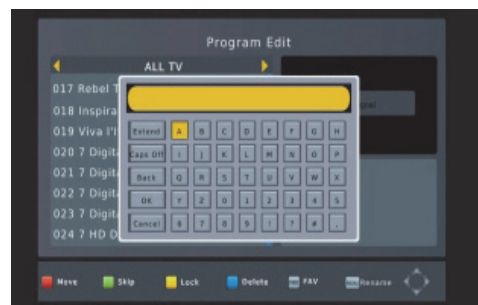 Program Edit
ALL TV
017 Rebel T
018 Inspira
019 Viva l'I
020 7 Digit
021 7 Digit
022 7 Digit
023 7 Digit
024 7 HD D
Extend A B C D E F G H
Caps Off I J K L M N O P
Back Q R S T U V W X
OK Y Z 0 1 2 3 4 5
Cancel 6 7 8 9 ! ? # .
Move Skip Lock Delete FAV Rename